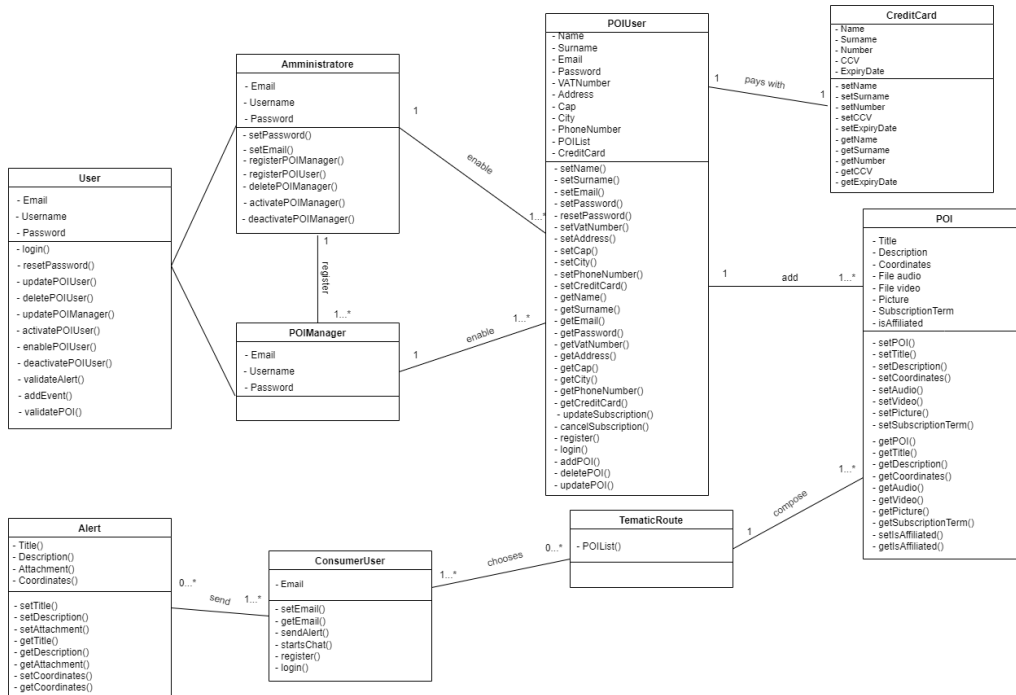 User
- Email
- Username
- Password
- login()
- resetPassword()
- updatePOIUser()
- deletePOIUser()
- updatePOIManager()
- activatePOIUser()
- enablePOIUser()
- deactivatePOIUser()
- validateAlert()
- addEvent()
- validatePOI()
Amministratore
- Email
- Username
- Password
- setPassword()
- setEmail()
- registerPOIManager()
- registerPOIUser()
- deletePOIManager()
- activatePOIManager()
- deactivatePOIManager()
1
register
1...*
POIManager
- Email
- Username
- Password
1
enable
1...*
1
enable
1...*
POIUser
- Name
- Surname
- Email
- Password
- VATNumber
- Address
- Cap
- City
- PhoneNumber
- POIList
- CreditCard
- setName()
- setSurname()
- setEmail()
- setPassword()
- resetPassword()
- setVatNumber()
- setAddress()
- setCap()
- setCity()
- setPhoneNumber()
- setCreditCard()
- getName()
- getSurname()
- getEmail()
- getPassword()
- getVatNumber()
- getAddress()
- getCap()
- getCity()
- getPhoneNumber()
- getCreditCard()
- updateSubscription()
- cancelSubscription()
- register()
- login()
- addPOI()
- deletePOI()
- updatePOI()
1
pays with
1
CreditCard
- Name
- Surname
- Number
- CCV
- ExpiryDate
- setName
- setSurname
- setNumber
- setCCV
- setExpiryDate
- getName
- getSurname
- getNumber
- getCCV
- getExpiryDate
1
add
1...*
POI
- Title
- Description
- Coordinates
- File audio
- File video
- Picture
- SubscriptionTerm
- isAffiliated
- setPOI()
- setTitle()
- setDescription()
- setCoordinates()
- setAudio()
- setVideo()
- setPicture()
- setSubscriptionTerm()
- getPOI()
- getTitle()
- getDescription()
- getCoordinates()
- getAudio()
- getVideo()
- getPicture()
- getSubscriptionTerm()
- setIsAffiliated()
- getIsAffiliated()
1...*
compose
1
TematicRoute
- POIList()
0...*
chooses
1...*
ConsumerUser
- Email
- setEmail()
- getEmail()
- sendAlert()
- startsChat()
- register()
- login()
1...*
send
0...*
Alert
- Title()
- Description()
- Attachment()
- Coordinates()
- setTitle()
- setDescription()
- setAttachment()
- getTitle()
- getDescription()
- getAttachment()
- setCoordinates()
- getCoordinates()